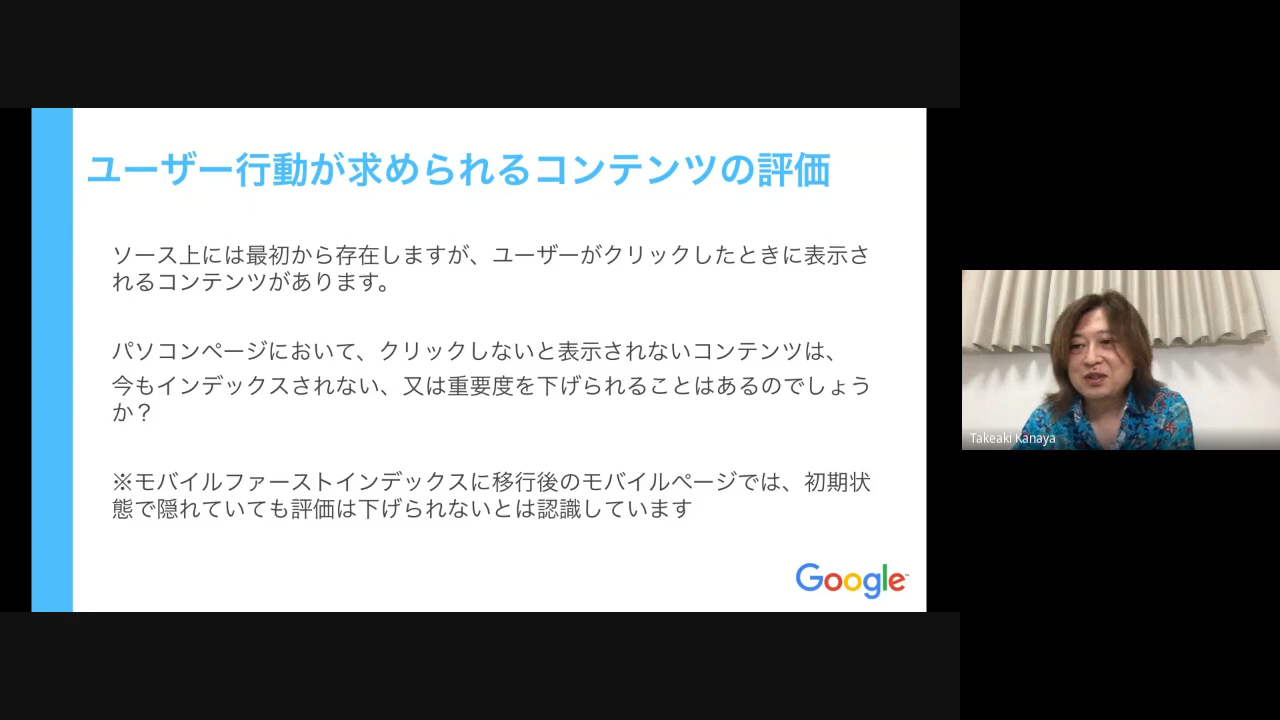 ユーザー行動が求められるコンテンツの評価
ソース上には最初から存在しますが、ユーザーがクリックしたときに表示さ
れるコンテンツがあります。
パソコンページにおいて、クリックしないと表示されないコンテンツは、
今もインデックスされない、又は重要度を下げられることはあるのでしょう
か？
※モバイルファーストインデックスに移行後のモバイルページでは、初期状
態で隠れていても評価は下げられないとは認識しています
Google
Takeaki Kanaya